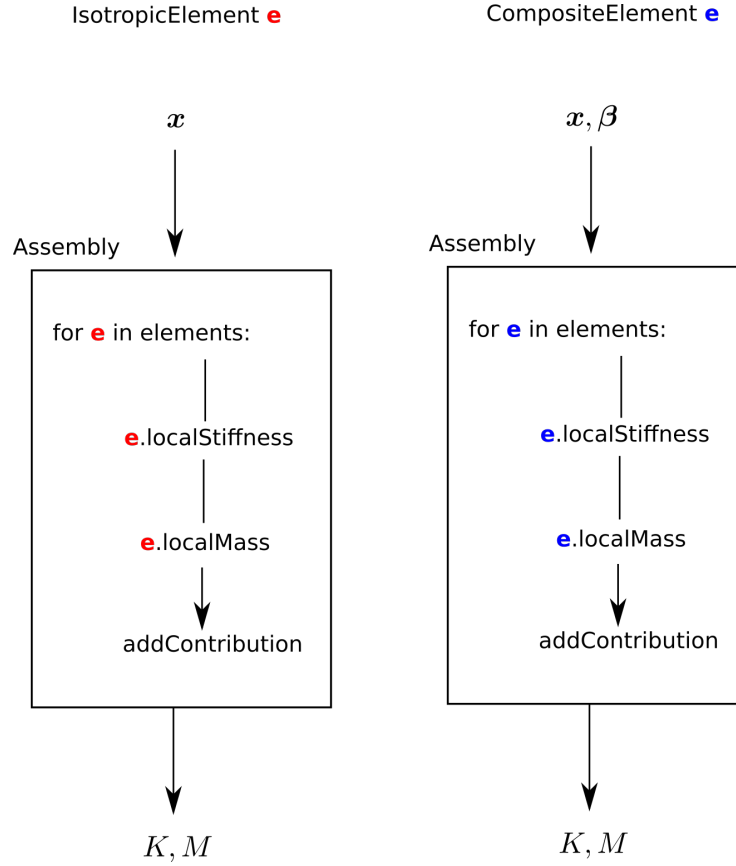 IsotropicElement e
x
Assembly
for e in elements:
e.localStiffness
e.localMass
addContribution
K, M
CompositeElement e
x, β
Assembly
for e in elements:
e.localStiffness
e.localMass
addContribution
K, M